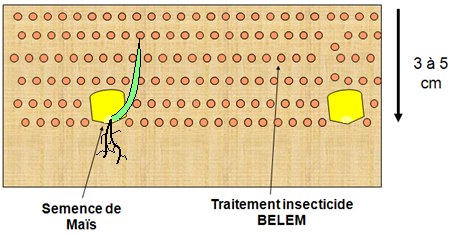 3 à 5
cm
Semence de
Maïs
Traitement insecticide
BELEM